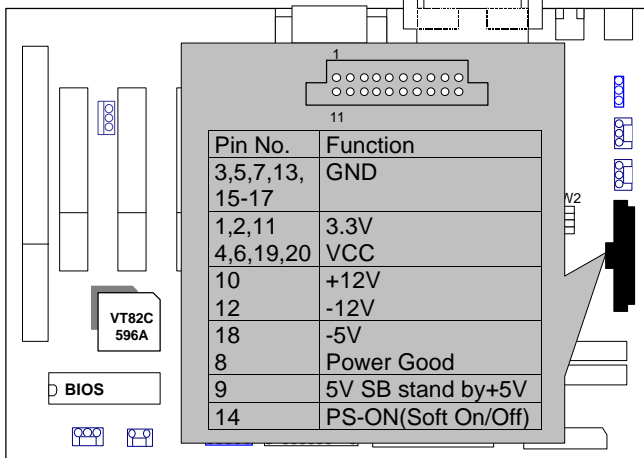 1
11
Pin No. Function
3,5,7,13, GND
15-17
1,2,11 3.3V
4,6,19,20 VCC
10 +12V
12 -12V
18 -5V
8 Power Good
9 5V SB stand by+5V
14 PS-ON(Soft On/Off)
VT82C
596A
BIOS